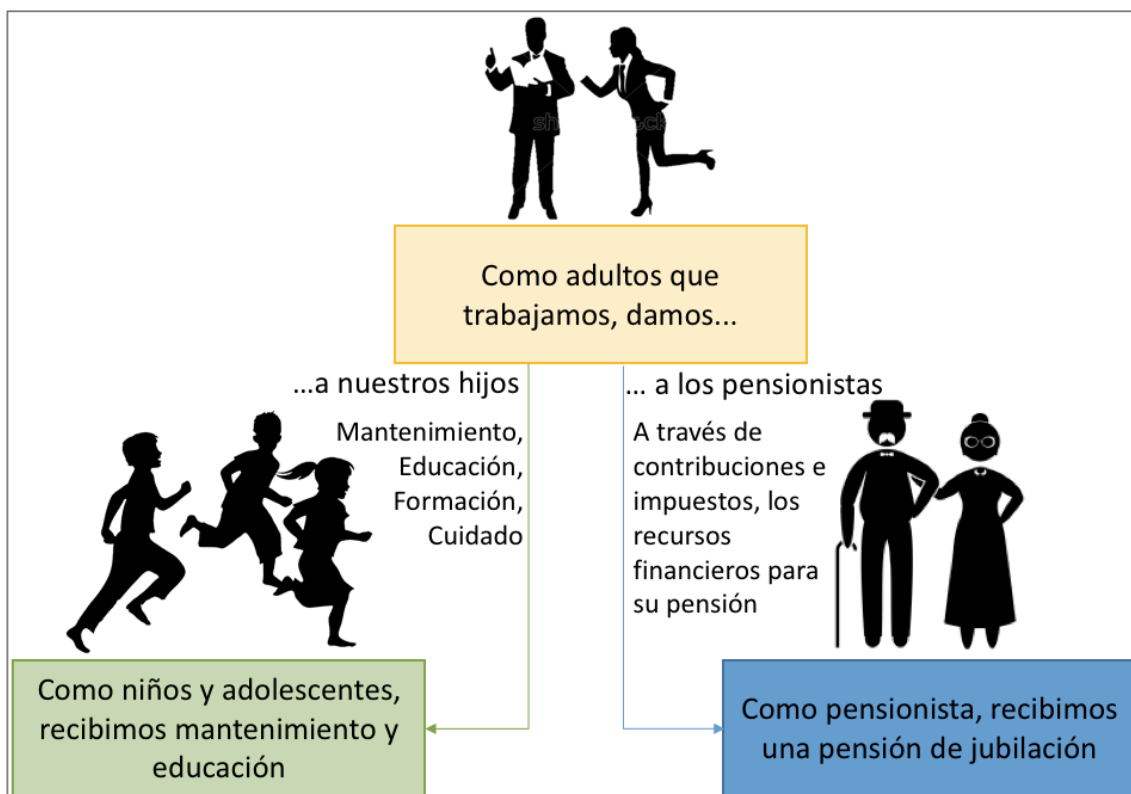 Como adultos que
trabajamos, damos...
...a nuestros hijos
Mantenimiento,
Educación,
Formación,
Cuidado
... a los pensionistas
A través de
contribuciones e
impuestos, los
recursos
financieros para
su pensión
Como niños y adolescentes,
recibimos mantenimiento y
educación
Como pensionista, recibimos
una pensión de jubilación